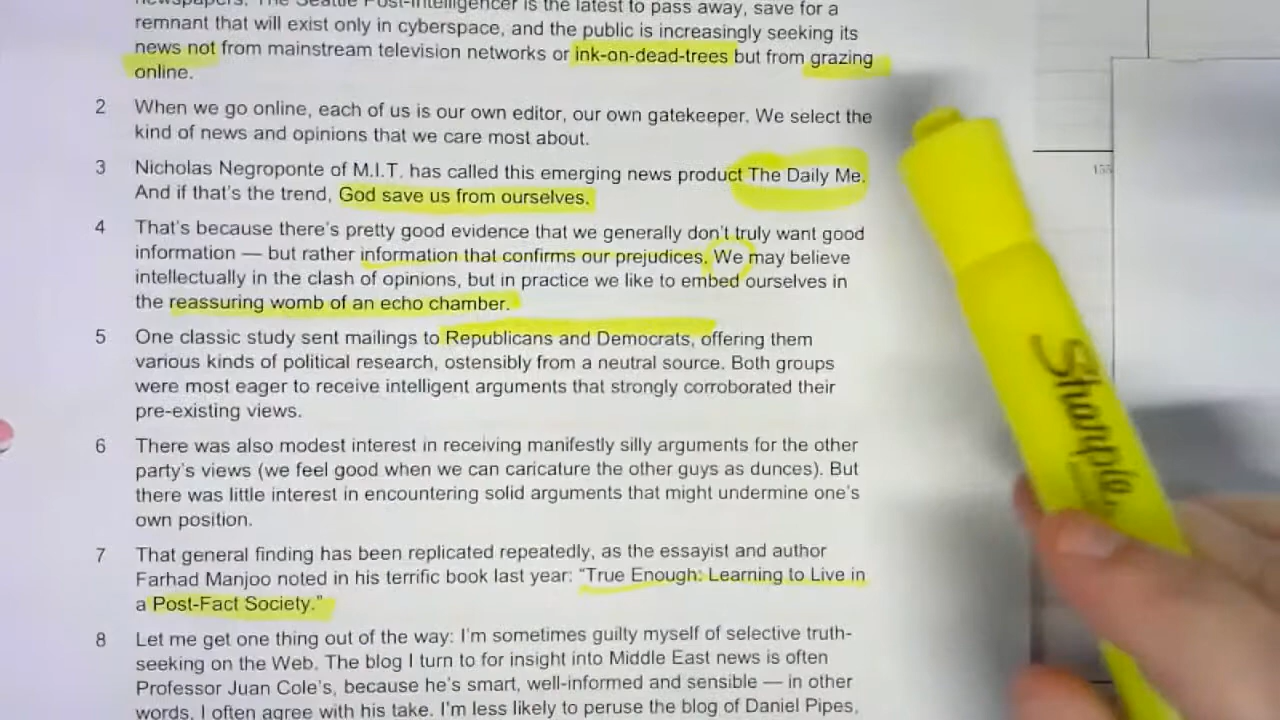 newspapers. The Seattle Post-Intelligencer is the latest to pass away, save for a
remnant that will exist only in cyberspace, and the public is increasingly seeking its
news not from mainstream television networks or ink-on-dead-trees but from grazing
online.
2 When we go online, each of us is our own editor, our own gatekeeper. We select the
kind of news and opinions that we care most about.
3 Nicholas Negroponte of M.I.T. has called this emerging news product The Daily Me.
And if that's the trend, God save us from ourselves.
4 That's because there's pretty good evidence that we generally don't truly want good
information — but rather information that confirms our prejudices. We may believe
intellectually in the clash of opinions, but in practice we like to embed ourselves in
the reassuring womb of an echo chamber.
5 One classic study sent mailings to Republicans and Democrats, offering them
various kinds of political research, ostensibly from a neutral source. Both groups
were most eager to receive intelligent arguments that strongly corroborated their
pre-existing views.
6 There was also modest interest in receiving manifestly silly arguments for the other
party's views (we feel good when we can caricature the other guys as dunces). But
there was little interest in encountering solid arguments that might undermine one's
own position.
7 That general finding has been replicated repeatedly, as the essayist and author
Farhad Manjoo noted in his terrific book last year: “True Enough: Learning to Live in
a Post-Fact Society.”
8 Let me get one thing out of the way: I'm sometimes guilty myself of selective truth-
seeking on the Web. The blog I turn to for insight into Middle East news is often
Professor Juan Cole's, because he's smart, well-informed and sensible — in other
words, I often agree with his take. I'm less likely to peruse the blog of Daniel Pipes,
Sharpie